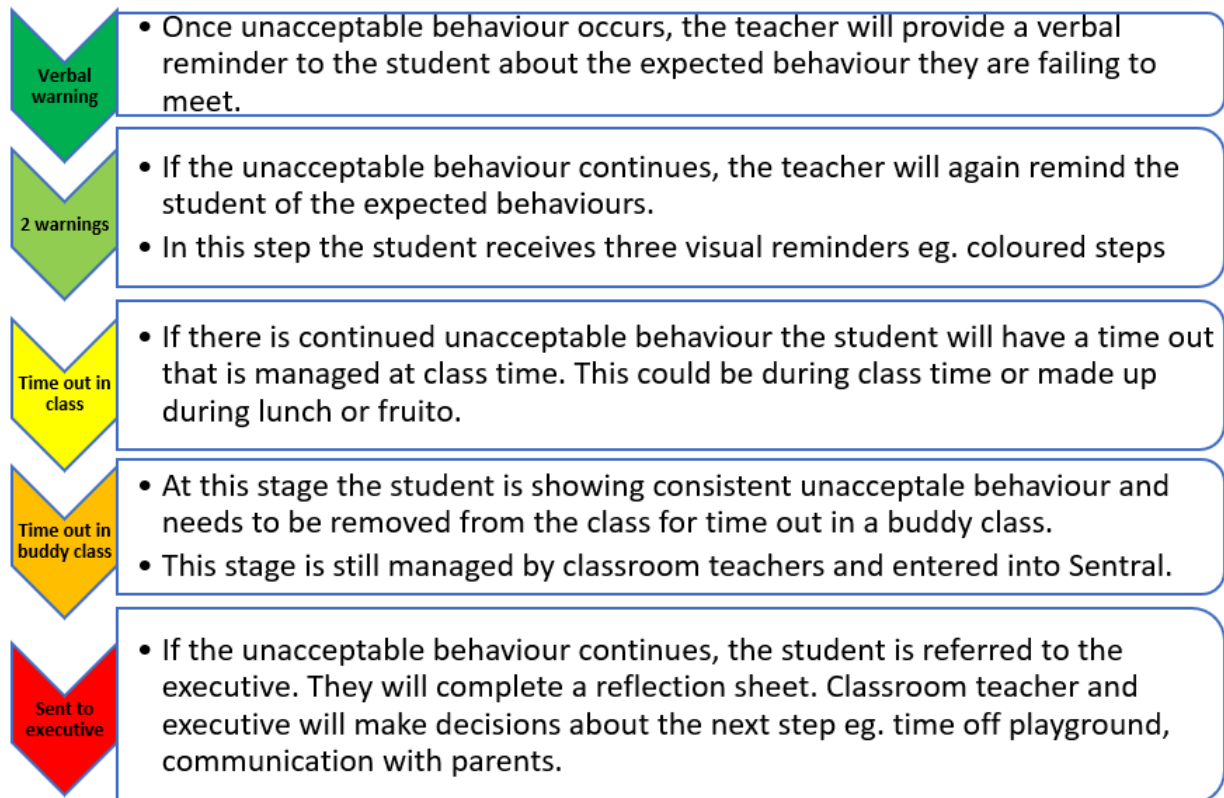 Verbal
warning
• Once unacceptable behaviour occurs, the teacher will provide a verbal
reminder to the student about the expected behaviour they are failing to
meet.
2 warnings
• If the unacceptable behaviour continues, the teacher will again remind the
student of the expected behaviours.
• In this step the student receives three visual reminders eg. coloured steps
Time out in
class
• If there is continued unacceptable behaviour the student will have a time out
that is managed at class time. This could be during class time or made up
during lunch or fruito.
Time out in
buddy class
• At this stage the student is showing consistent unacceptale behaviour and
needs to be removed from the class for time out in a buddy class.
• This stage is still managed by classroom teachers and entered into Sentral.
Sent to
executive
• If the unacceptable behaviour continues, the student is referred to the
executive. They will complete a reflection sheet. Classroom teacher and
executive will make decisions about the next step eg. time off playground,
communication with parents.